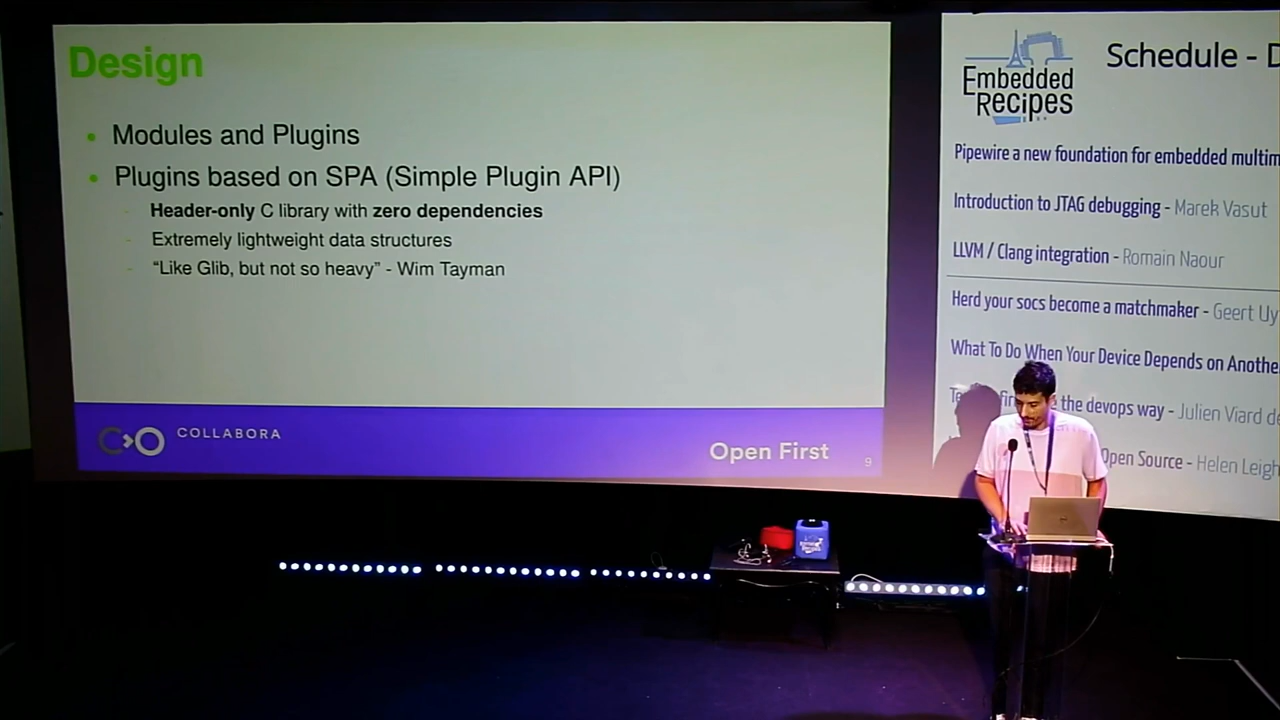 Design
• Modules and Plugins
• Plugins based on SPA (Simple Plugin API)
- Header-only C library with zero dependencies
- Extremely lightweight data structures
- “Like Glib, but not so heavy” - Wim Tayman
COLLABORA
Open First
9
Embedded
Recipes
Schedule - D
Pipewire a new foundation for embedded multim
Introduction to JTAG debugging - Marek Vasut
LLVM / Clang integration - Romain Naour
Herd your socs become a matchmaker - Geert Uy
What To Do When Your Device Depends on Anothe
the devops way - Julien Viard de
Open Source - Helen Leigh
Embedded
Recipes